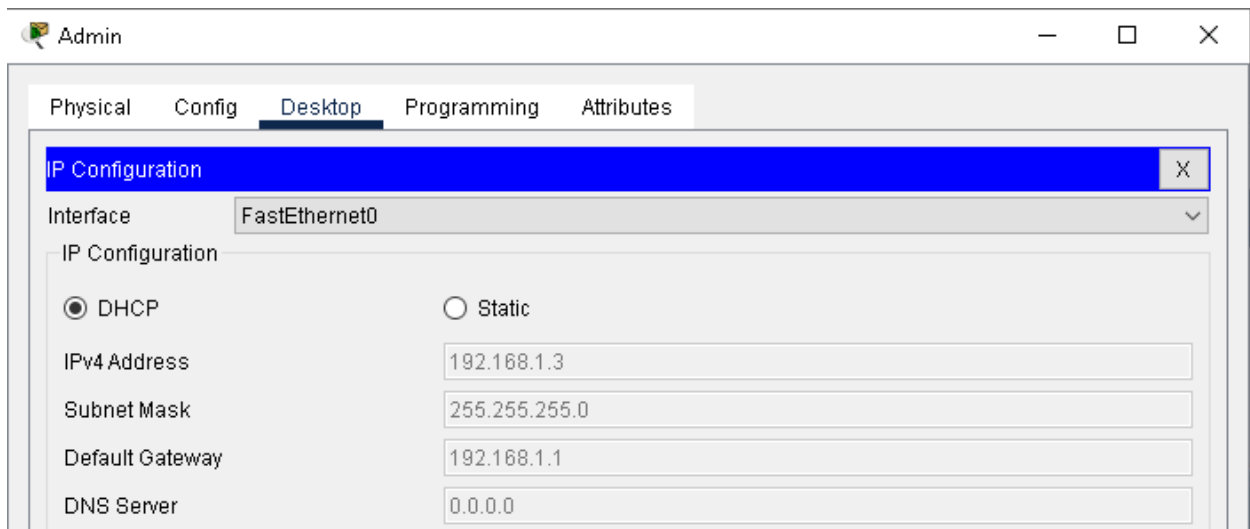 Admin
Physical Config Desktop Programming Attributes
IP Configuration X
Interface FastEthernet0
IP Configuration
DHCP Static
IPv4 Address 192.168.1.3
Subnet Mask 255.255.255.0
Default Gateway 192.168.1.1
DNS Server 0.0.0.0